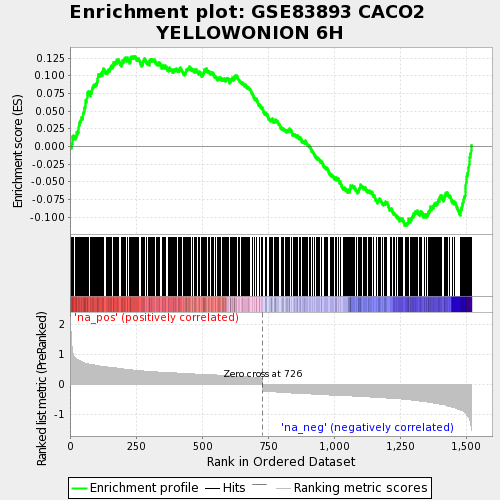 Enrichment plot: GSE83893 CACO2
YELLOWONION 6H
Enrichment score (ES)
0.125
0.100
0.075
0.050
0.025
0.000
-0.025
-0.050
-0.075
-0.100
Ranked list metric (PreRanked)
2
1
0
-1
'na_pos' (positively correlated)
Zero cross at 726
'na_neg' (negatively correlated)
0
250
500
750
1,000
1,250
1,500
Rank in Ordered Dataset
Enrichment profile
Hits
Ranking metric scores